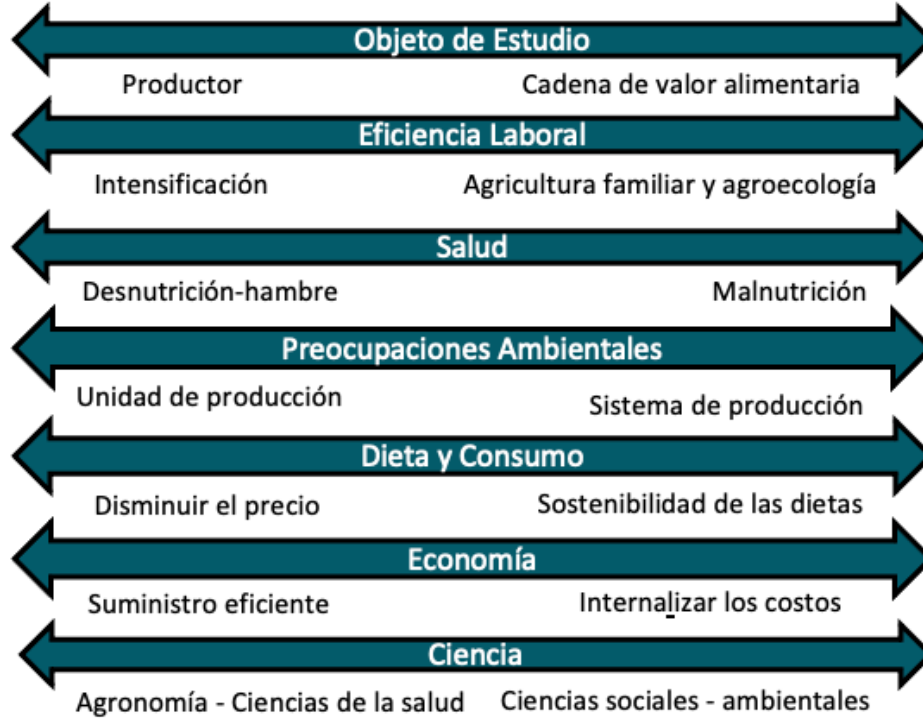 Objeto de Estudio
Productor Cadena de valor alimentaria
Eficiencia Laboral
Intensificación Agricultura familiar y agroecología
Salud
Desnutrición-hambre Malnutrición
Preocupaciones Ambientales
Unidad de producción Sistema de producción
Dieta y Consumo
Disminuir el precio Sostenibilidad de las dietas
Economía
Suministro eficiente Internalizar los costos
Ciencia
Agronomía - Ciencias de la salud Ciencias sociales - ambientales